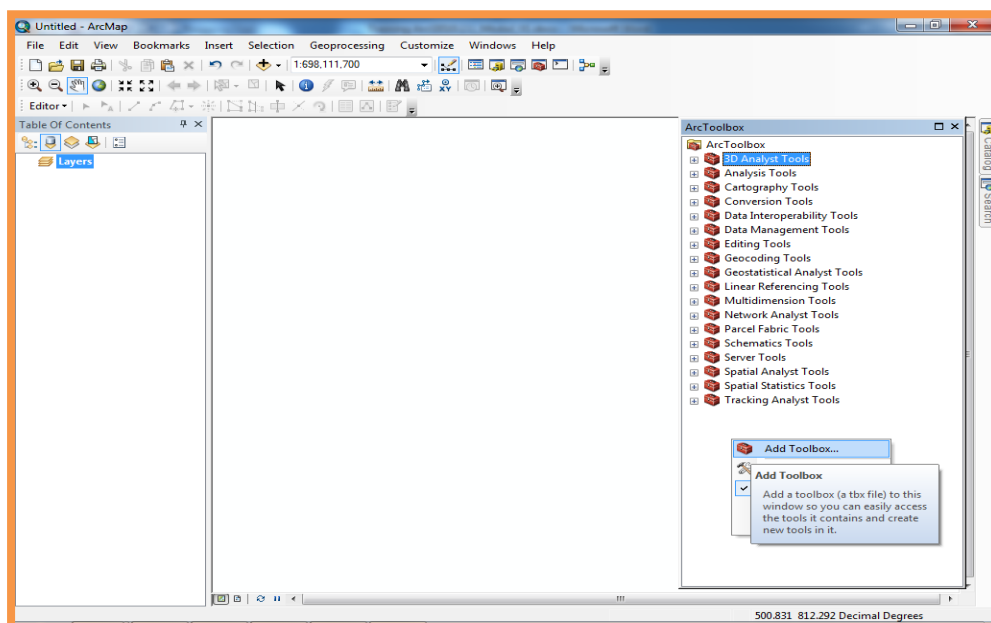 Untitled - ArcMap
File Edit View Bookmarks Insert Selection Geoprocessing Customize Windows Help
1:698,111,700
Editor
Table Of Contents
Layers
ArcToolbox
ArcToolbox
3D Analyst Tools
Analysis Tools
Cartography Tools
Conversion Tools
Data Interoperability Tools
Data Management Tools
Editing Tools
Geocoding Tools
Geostatistical Analyst Tools
Linear Referencing Tools
Multidimension Tools
Network Analyst Tools
Parcel Fabric Tools
Schematics Tools
Server Tools
Spatial Analyst Tools
Spatial Statistics Tools
Tracking Analyst Tools
Add Toolbox...
Add Toolbox
Add a toolbox (a tbx file) to this
window so you can easily access
the tools it contains and create
new tools in it.
Catalog
Search
500.831 812.292 Decimal Degrees